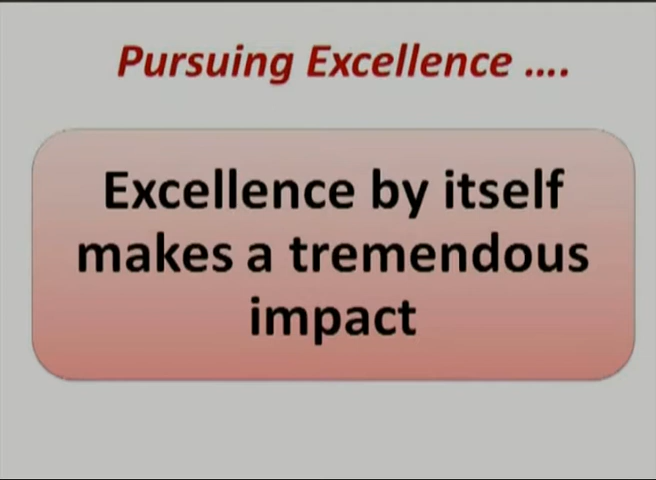 Pursuing Excellence ....
Excellence by itself
makes a tremendous
impact